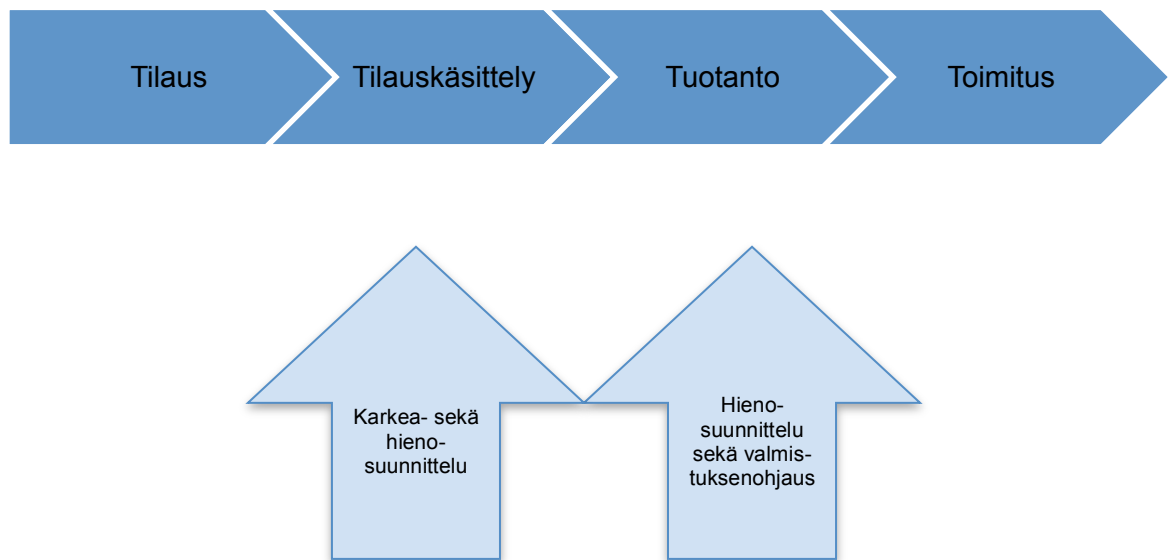 Tilaus
Tilauskäsittely
Tuotanto
Toimitus
Karkea- sekä
hieno-
suunnittelu
Hieno-
suunnittelu
sekä valmis-
tuksenohjaus